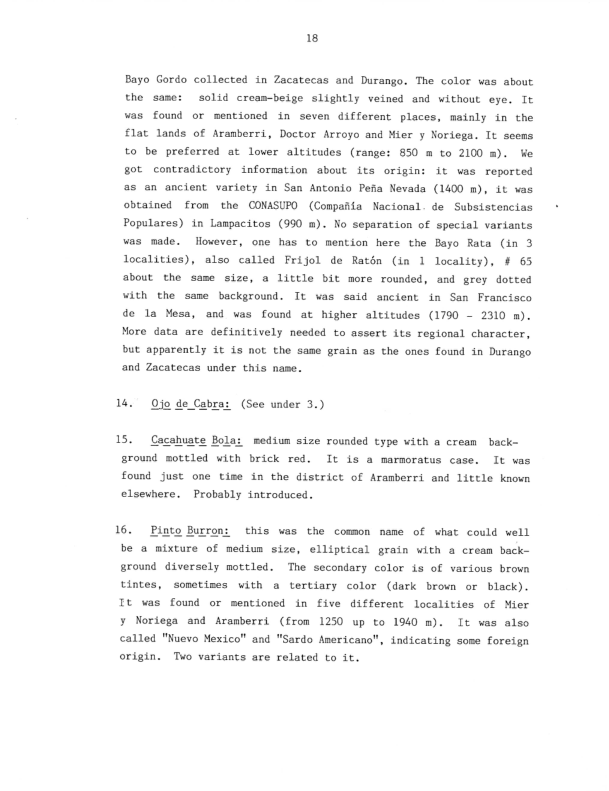 18
Bayo Gordo collected in Zacatecas and Durango. The color was about
the same: solid cream-beige slightly veined and without eye. It
was found or mentioned in seven different places, mainly in the
flat lands of Aramberri, Doctor Arroyo and Mier y Noriega. It seems
to be preferred at lower altitudes (range: 850 m to 2100 m). We
got contradictory information about its origin: it was reported
as an ancient variety in San Antonio Peña Nevada (1400 m), it was
obtained from the CONASUPO (Compañía Nacional de Subsistencias
Populares) in Lampacitos (990 m). No separation of special variants
was made. However, one has to mention here the Bayo Rata (in 3
localities), also called Frijol de Ratón (in 1 locality), # 65
about the same size, a little bit more rounded, and grey dotted
with the same background. It was said ancient in San Francisco
de la Mesa, and was found at higher altitudes (1790 - 2310 m).
More data are definitively needed to assert its regional character,
but apparently it is not the same grain as the ones found in Durango
and Zacatecas under this name.
14. Ojo de Cabra: (See under 3.)
15. Cacahuate Bola: medium size rounded type with a cream back-
ground mottled with brick red. It is a marmoratus case. It was
found just one time in the district of Aramberri and little known
elsewhere. Probably introduced.
16. Pinto Burron: this was the common name of what could well
be a mixture of medium size, elliptical grain with a cream back-
ground diversely mottled. The secondary color is of various brown
tintes, sometimes with a tertiary color (dark brown or black).
It was found or mentioned in five different localities of Mier
y Noriega and Aramberri (from 1250 up to 1940 m). It was also
called "Nuevo Mexico" and "Sardo Americano", indicating some foreign
origin. Two variants are related to it.